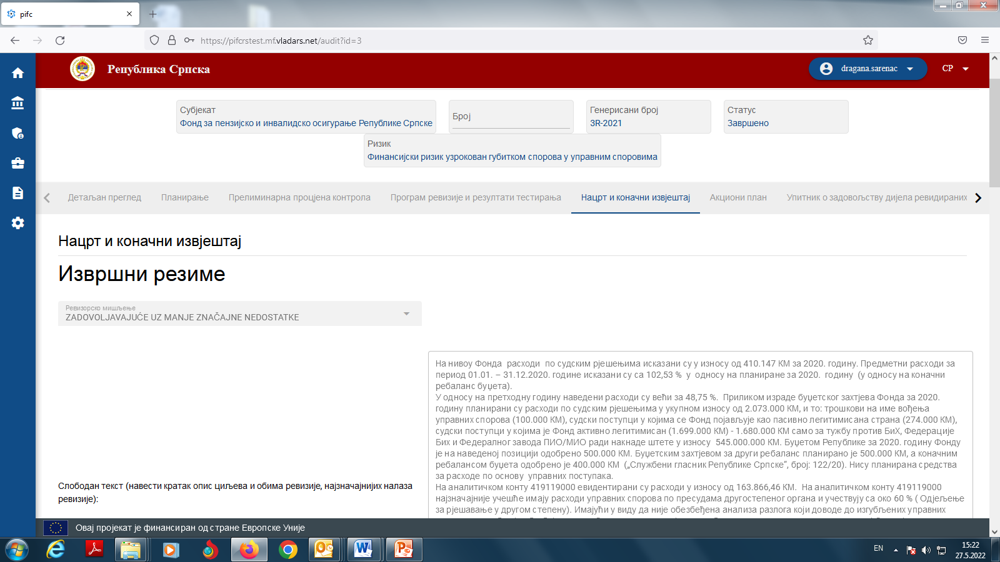 pifc
https://pifcrstest.mf.vladars.net/audit?id=3
Република Српска
dragana.sarenac
СР
Субјекат
Фонд за пензијско и инвалидско осигурање Републике Српске
Број
Генерисани број
3R-2021
Статус
Завршено
Ризик
Финансијски ризик узрокован губитком спорова у управним споровима
Детаљан преглед
Планирање
Прелиминарна процјена контрола
Програм ревизије и резултати тестирања
Нацрт и коначни извјештај
Акциони план
Упитник о задовољству дијела ревидираних
Нацрт и коначни извјештај
Извршни резиме
Ревизорско мишљење
ZADOVOLJAVAJUĆE UZ MANJE ZNAČAJNE NEDOSTATKE
На нивоу Фонда расходи по судским рјешењима исказани су у износу од 410.147 КМ за 2020. годину. Предметни расходи за
период 01.01. – 31.12.2020. године исказани су са 102,53 % у односу на планиране за 2020. годину (у односу на коначни
ребаланс буџета).
У односу на претходну годину наведени расходи су већи за 48,75 %. Приликом израде буџетског захтјева Фонда за 2020.
годину планирани су расходи по судским рјешењима у укупном износу од 2.073.000 КМ, и то: трошкови на име вођења
управних спорова (100.000 КМ), судски поступци у којима се Фонд појављује као пасивно легитимисана страна (274.000 КМ),
судски поступци у којима је Фонд активно легитимисан (1.699.000 КМ) - 1.680.000 КМ само за тужбу против БиХ, Федерације
Бих и Федералног завода ПИО/МИО ради накнаде штете у износу 545.000.000 КМ. Буџетом Републике за 2020. годину Фонду
је на наведеној позицији одобрено 500.000 КМ. Буџетским захтјевом за други ребаланс планирано је 500.000 КМ, а коначним
ребалансом буџета одобрено је 400.000 КМ („Службени гласник Републике Српске“, број: 122/20). Нису планирана средства
за расходе по основу управних поступака.
На аналитичком конту 419119000 евидентирани су расходи у износу од 163.866,46 КМ. На аналитичком конту 419119000
најзначајније учешће имају расходи управних спорова по пресудама другостепеног органа и учествују са око 60 % ( Одјељење
за рјешавање у другом степену). Имајући у виду да није обезбеђена анализа разлога који доводе до изгубљених управних
Слободан текст (навести кратак опис циљева и обима ревизије, најзначајнијих налаза
ревизије):
Овај пројекат је финансиран од стране Европске Уније
EN
15:22
27.5.2022